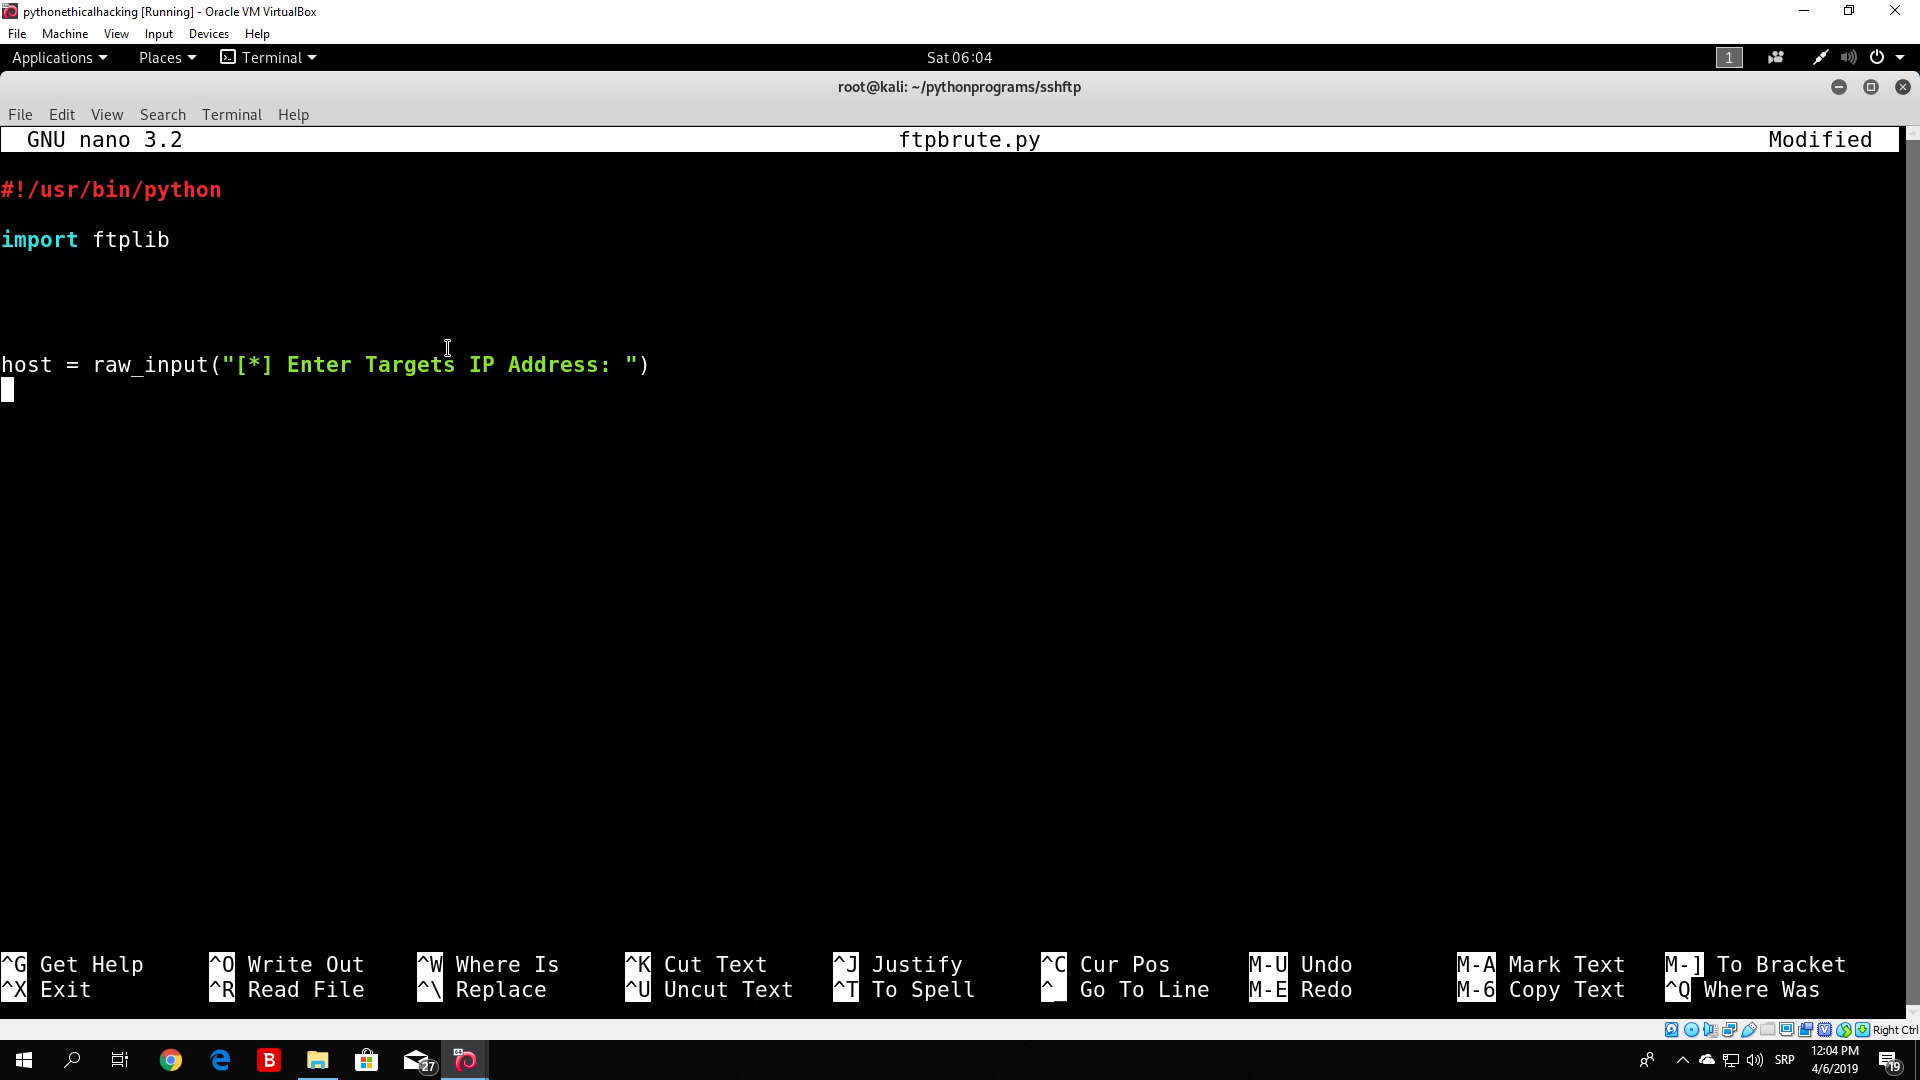 pythonethicalhacking [Running] - Oracle VM VirtualBox
File Machine View Input Devices Help
Applications Places Terminal Sat 06:04 1
root@kali: ~/pythonprograms/sshftp
File Edit View Search Terminal Help
GNU nano 3.2 ftpbrute.py Modified
#!/usr/bin/python
import ftplib
host = raw_input("[*] Enter Targets IP Address: ")
^G Get Help ^O Write Out ^W Where Is ^K Cut Text ^J Justify ^C Cur Pos M-U Undo M-A Mark Text M-] To Bracket
^X Exit ^R Read File ^\ Replace ^U Uncut Text ^T To Spell ^_ Go To Line M-E Redo M-6 Copy Text ^Q Where Was
Right Ctrl
B 27 64 SRP 12:04 PM 19
4/6/2019